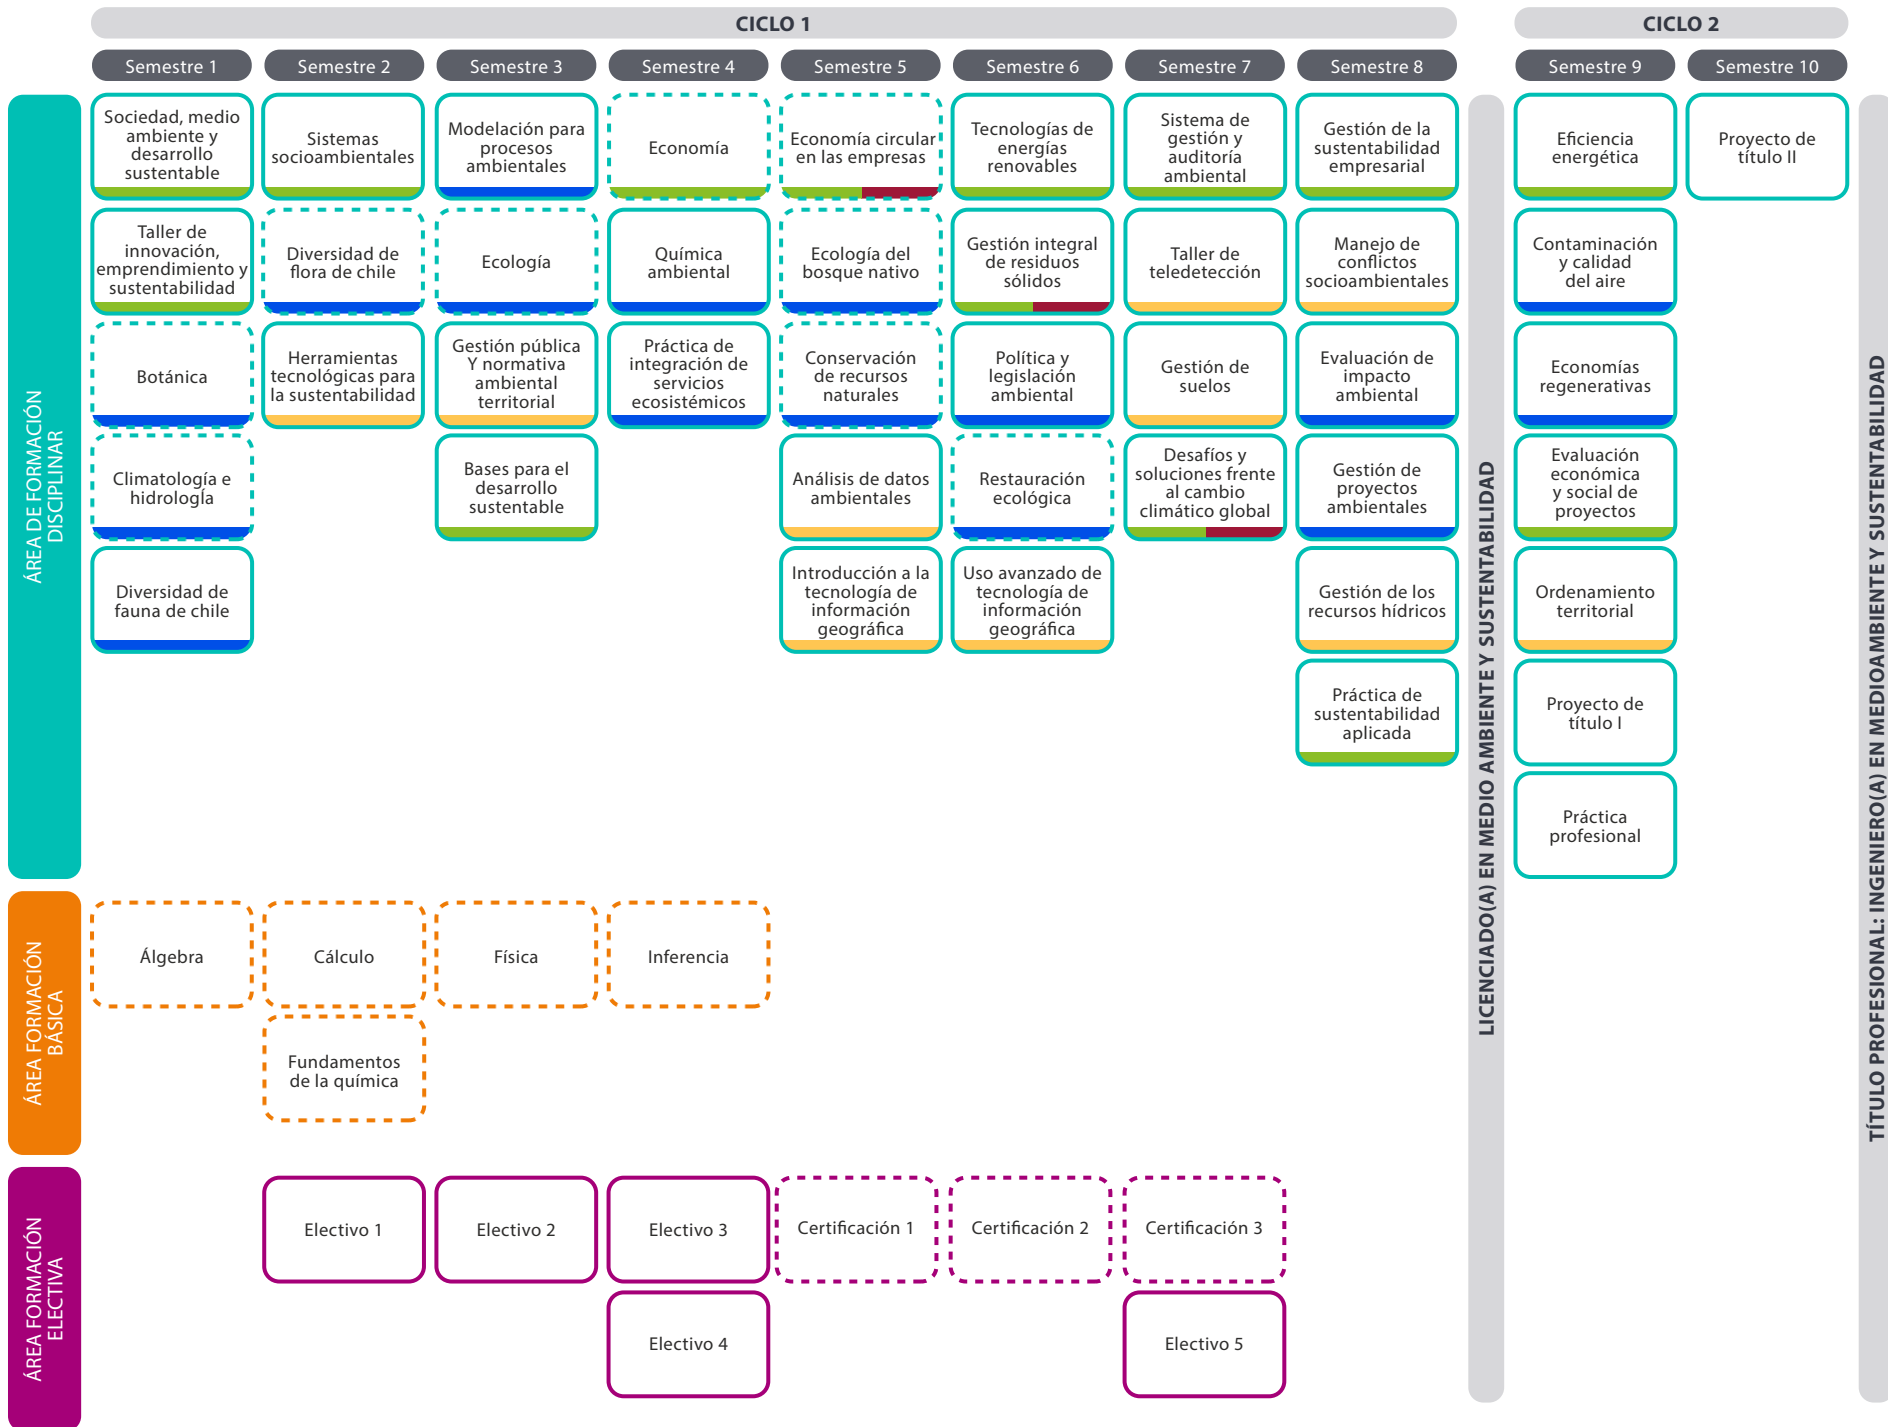 CICLO 1
CICLO 2
Semestre 1
Semestre 2
Semestre 3
Semestre 4
Semestre 5
Semestre 6
Semestre 7
Semestre 8
Semestre 9
Semestre 10
ÁREA DE FORMACIÓN
DISCIPLINAR
Sociedad, medio
ambiente y
desarrollo
sustentable
Sistemas
socioambientales
Modelación para
procesos
ambientales
Economía
Economía circular
en las empresas
Tecnologías de
energías
renovables
Sistema de
gestión y
auditoría
ambiental
Gestión de la
sustentabilidad
empresarial
Eficiencia
energética
Proyecto de
título II
Taller de
innovación,
emprendimiento y
sustentabilidad
Diversidad de
flora de chile
Ecología
Química
ambiental
Ecología del
bosque nativo
Gestión integral
de residuos
sólidos
Taller de
teledetección
Manejo de
conflictos
socioambientales
Contaminación
y calidad
del aire
Botánica
Herramientas
tecnológicas para
la sustentabilidad
Gestión pública
Y normativa
ambiental
territorial
Práctica de
integración de
servicios
ecosistémicos
Conservación
de recursos
naturales
Política y
legislación
ambiental
Gestión de
suelos
Evaluación de
impacto
ambiental
Economías
regenerativas
Climatología e
hidrología
Bases para el
desarrollo
sustentable
Análisis de datos
ambientales
Restauración
ecológica
Desafíos y
soluciones frente
al cambio
climático global
Gestión de
proyectos
ambientales
Evaluación
económica
y social de
proyectos
Diversidad de
fauna de chile
Introducción a la
tecnología de
información
geográfica
Uso avanzado de
tecnología de
información
geográfica
Gestión de los
recursos hídricos
Ordenamiento
territorial
Práctica de
sustentabilidad
aplicada
Proyecto de
título I
Práctica
profesional
LICENCIADO(A) EN MEDIO AMBIENTE Y SUSTENTABILIDAD
TÍTULO PROFESIONAL: INGENIERO(A) EN MEDIOAMBIENTE Y SUSTENTABILIDAD
ÁREA FORMACIÓN
BÁSICA
Álgebra
Cálculo
Física
Inferencia
Fundamentos
de la química
ÁREA FORMACIÓN
ELECTIVA
Electivo 1
Electivo 2
Electivo 3
Certificación 1
Certificación 2
Certificación 3
Electivo 4
Electivo 5